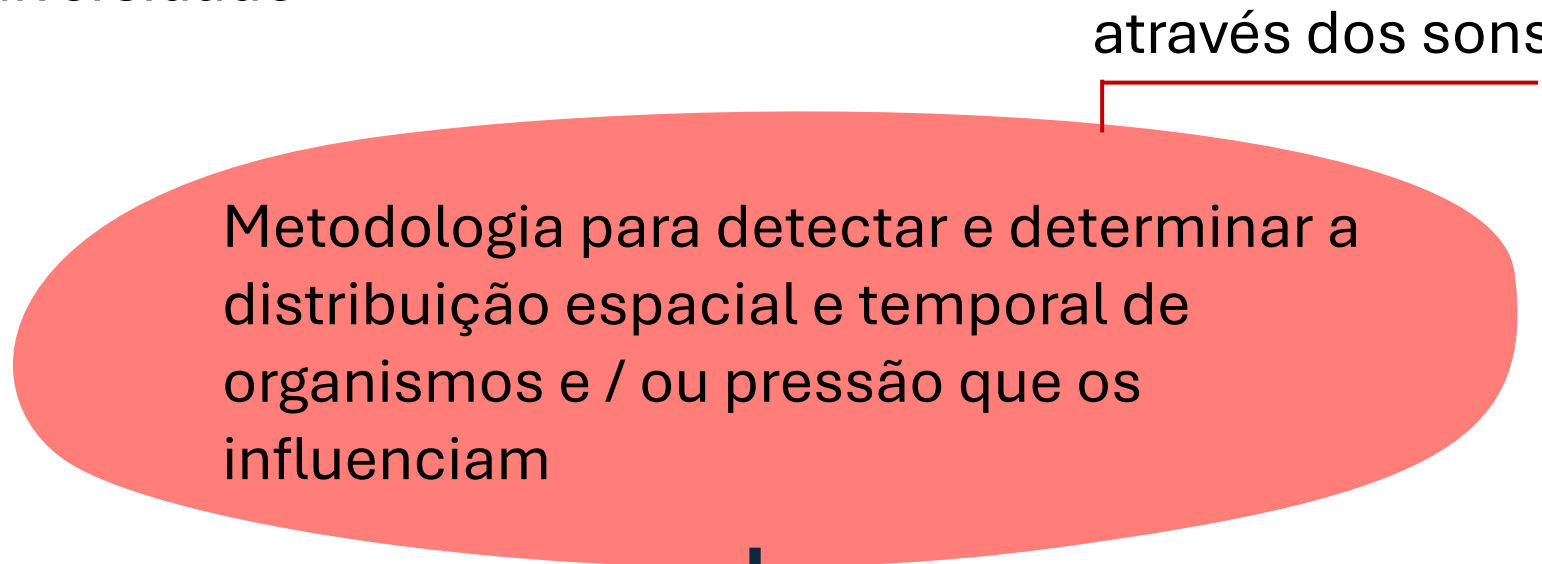 através dos sons
Metodologia para detectar e determinar a
distribuição espacial e temporal de
organismos e / ou pressão que os
influenciam